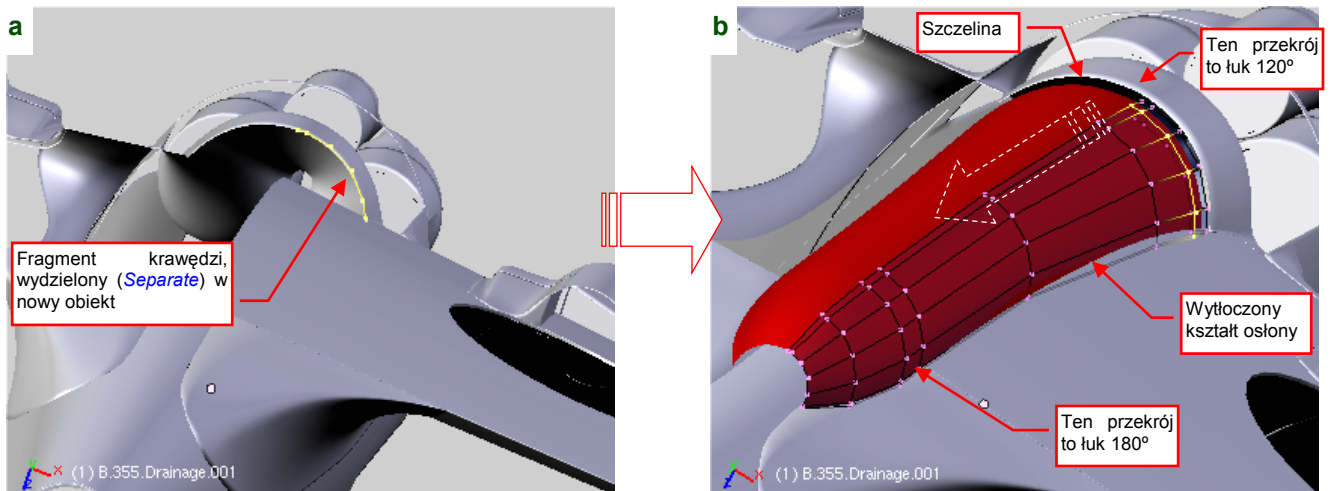 a
Fragment krawędzi,
wydzielony (Separate) w
nowy obiekt
(1) B.355.Drainage.001
x
z
b
Szczelina
Ten przekrój
to łuk 120º
Wytłoczony
kształt osłony
Ten przekrój
to łuk 180º
(1) B.355.Drainage.001
x
z